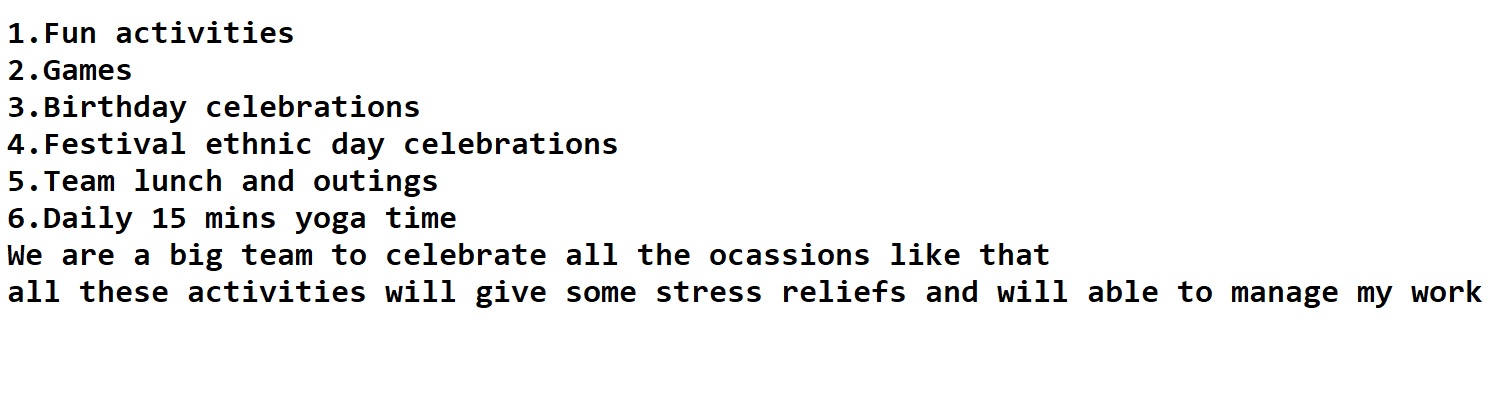 1.Fun activities
2.Games
3.Birthday celebrations
4.Festival ethnic day celebrations
5.Team lunch and outings
6.Daily 15 mins yoga time
We are a big team to celebrate all the ocassions like that
all these activities will give some stress reliefs and will able to manage my work